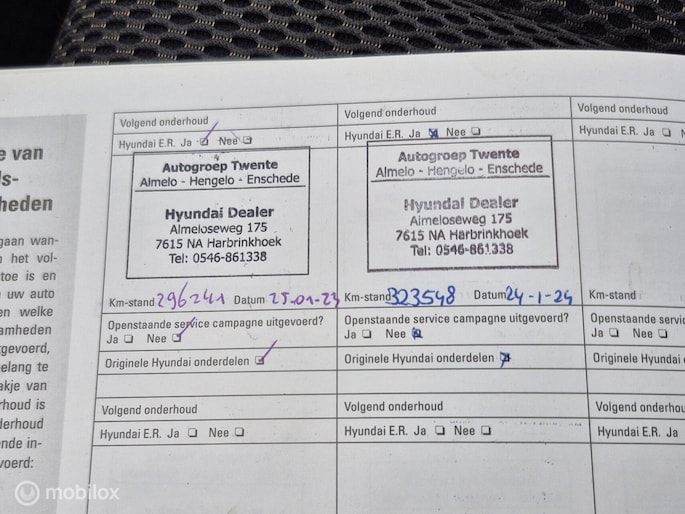 e van
ls-
heden
gaan wan-
n het vol-
toe is en
n uw auto
en welke
amheden
tgevoerd,
elang te
akje van
rhoud is
derhoud
nde in-
voerd:
Volgend onderhoud
Hyundai E.R. Ja Nee
Autogroep Twente
Almelo - Hengelo - Enschede
Hyundai Dealer
Almeloseweg 175
7615 NA Harbrinkhoek
Tel: 0546-861338
Km-stand 296241 Datum 25-01-23
Openstaande service campagne uitgevoerd?
Ja Nee
Originele Hyundai onderdelen
Volgend onderhoud
Hyundai E.R. Ja Nee
Volgend onderhoud
Hyundai E.R. Ja Nee
Autogroep Twente
Almelo - Hengelo - Enschede
Hyundai Dealer
Almeloseweg 175
7615 NA Harbrinkhoek
Tel: 0546-861338
Km-stand 323548 Datum 24-1-24
Openstaande service campagne uitgevoerd?
Ja Nee
Originele Hyundai onderdelen
Volgend onderhoud
Hyundai E.R. Ja Nee
Volgend onderhoud
Hyundai E.R. Ja N
Km-stand
Openstaande servic
Ja Nee
Originele Hyundai
Volgend onderhou
Hyundai E.R. Ja
mobilox